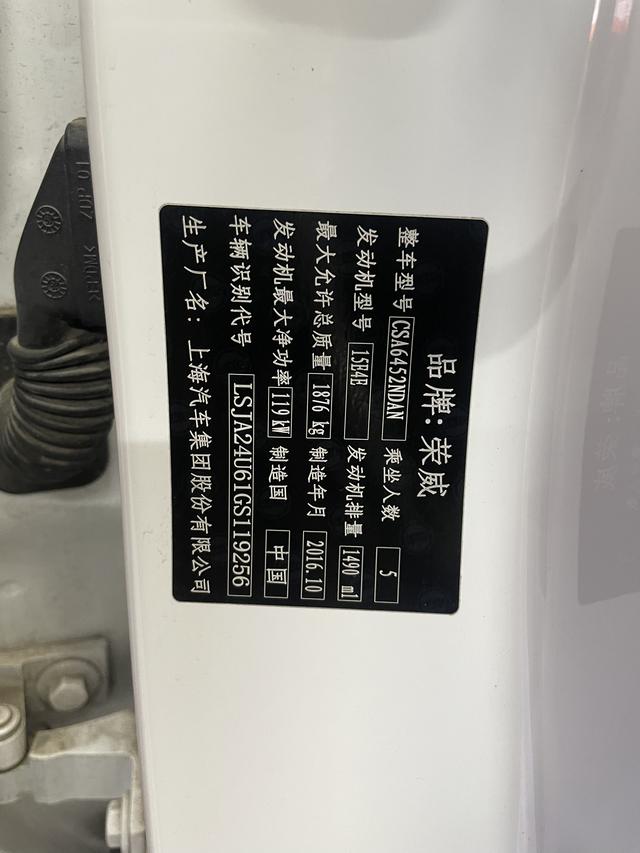 品牌: 荣威
整车型号 CSA6452NDAN 乘坐人数 5
发动机型号 15E4E 发动机排量 1490 ml
最大允许总质量 1876 kg 制造年月 2016.10
发动机最大净功率 119 kW 制造国 中国
车辆识别代号 LSJA24U61GS119256
生产厂名: 上海汽车集团股份有限公司